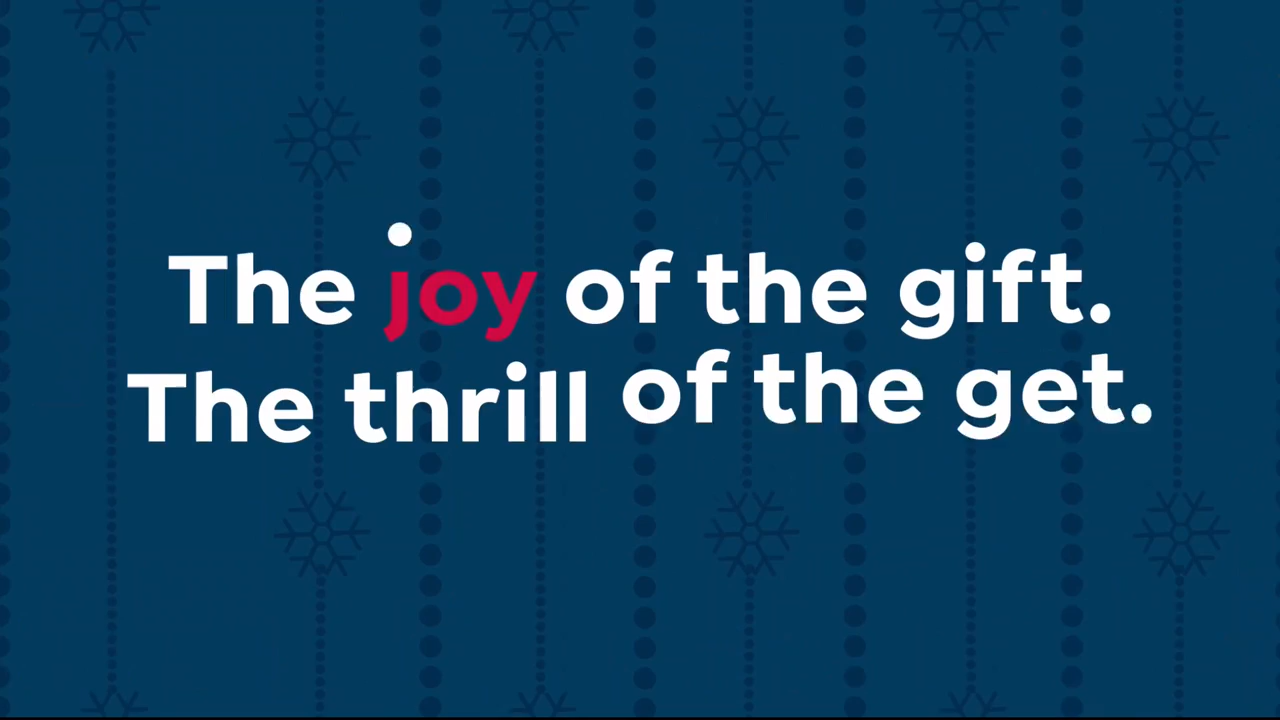 The joy of the gift.
The thrill of the get.